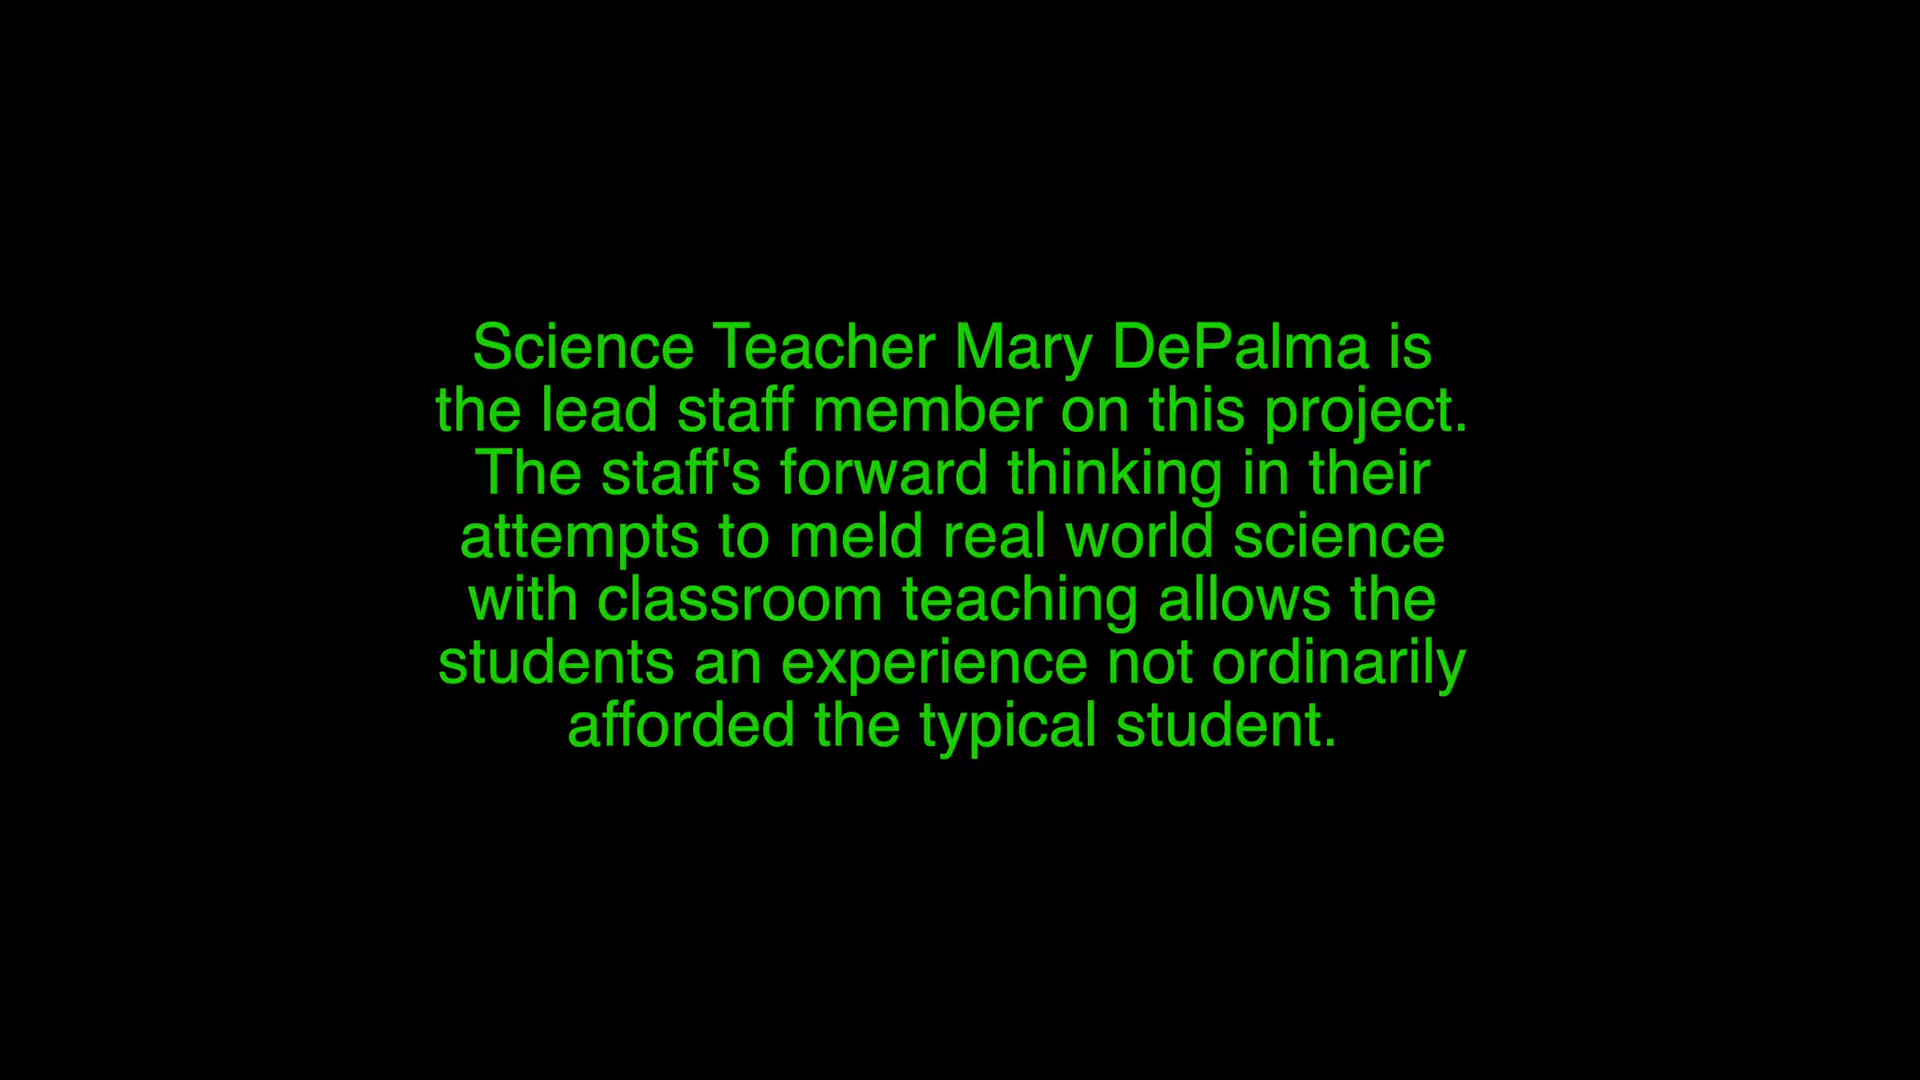 Science Teacher Mary DePalma is
the lead staff member on this project.
The staff's forward thinking in their
attempts to meld real world science
with classroom teaching allows the
students an experience not ordinarily
afforded the typical student.